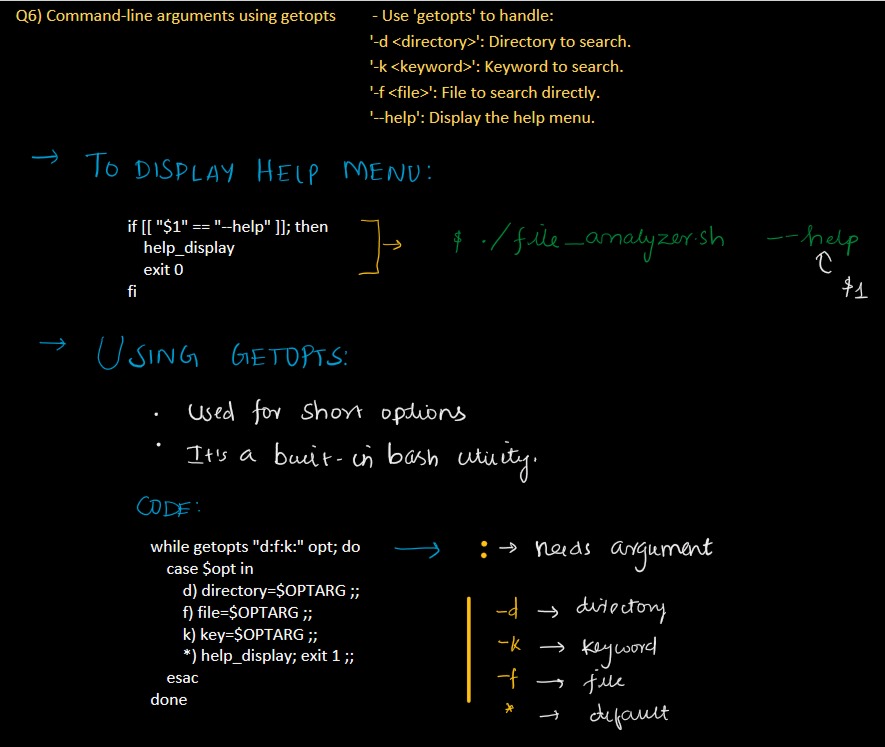 Q6) Command-line arguments using getopts - Use 'getopts' to handle:
'-d <directory>': Directory to search.
'-k <keyword>': Keyword to search.
'-f <file>': File to search directly.
'--help': Display the help menu.
→ TO DISPLAY HELP MENU:
if [[ "$1" == "--help" ]]; then
help_display
exit 0
fi
→ $ ./file_analyzer.sh --help
$1
→ USING GETOPTS:
· Used for short options
· It's a built-in bash utility.
CODE:
while getopts "d:f:k:" opt; do
case $opt in
d) directory=$OPTARG ;;
f) file=$OPTARG ;;
k) key=$OPTARG ;;
*) help_display; exit 1 ;;
esac
done
→ : → needs argument
-d → directory
-k → keyword
-f → file
* → default